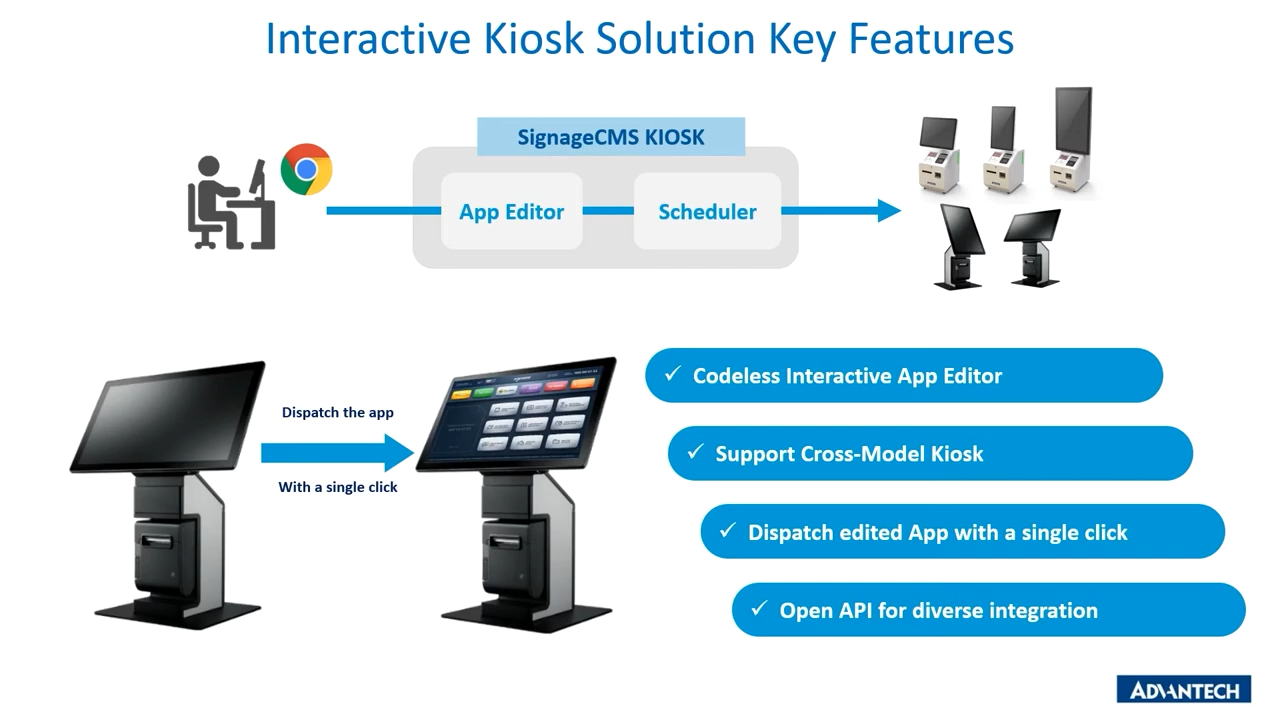 Interactive Kiosk Solution Key Features
SignageCMS KIOSK
App Editor
Scheduler
Dispatch the app
With a single click
✓ Codeless Interactive App Editor
✓ Support Cross-Model Kiosk
✓ Dispatch edited App with a single click
✓ Open API for diverse integration
ADVANTECH